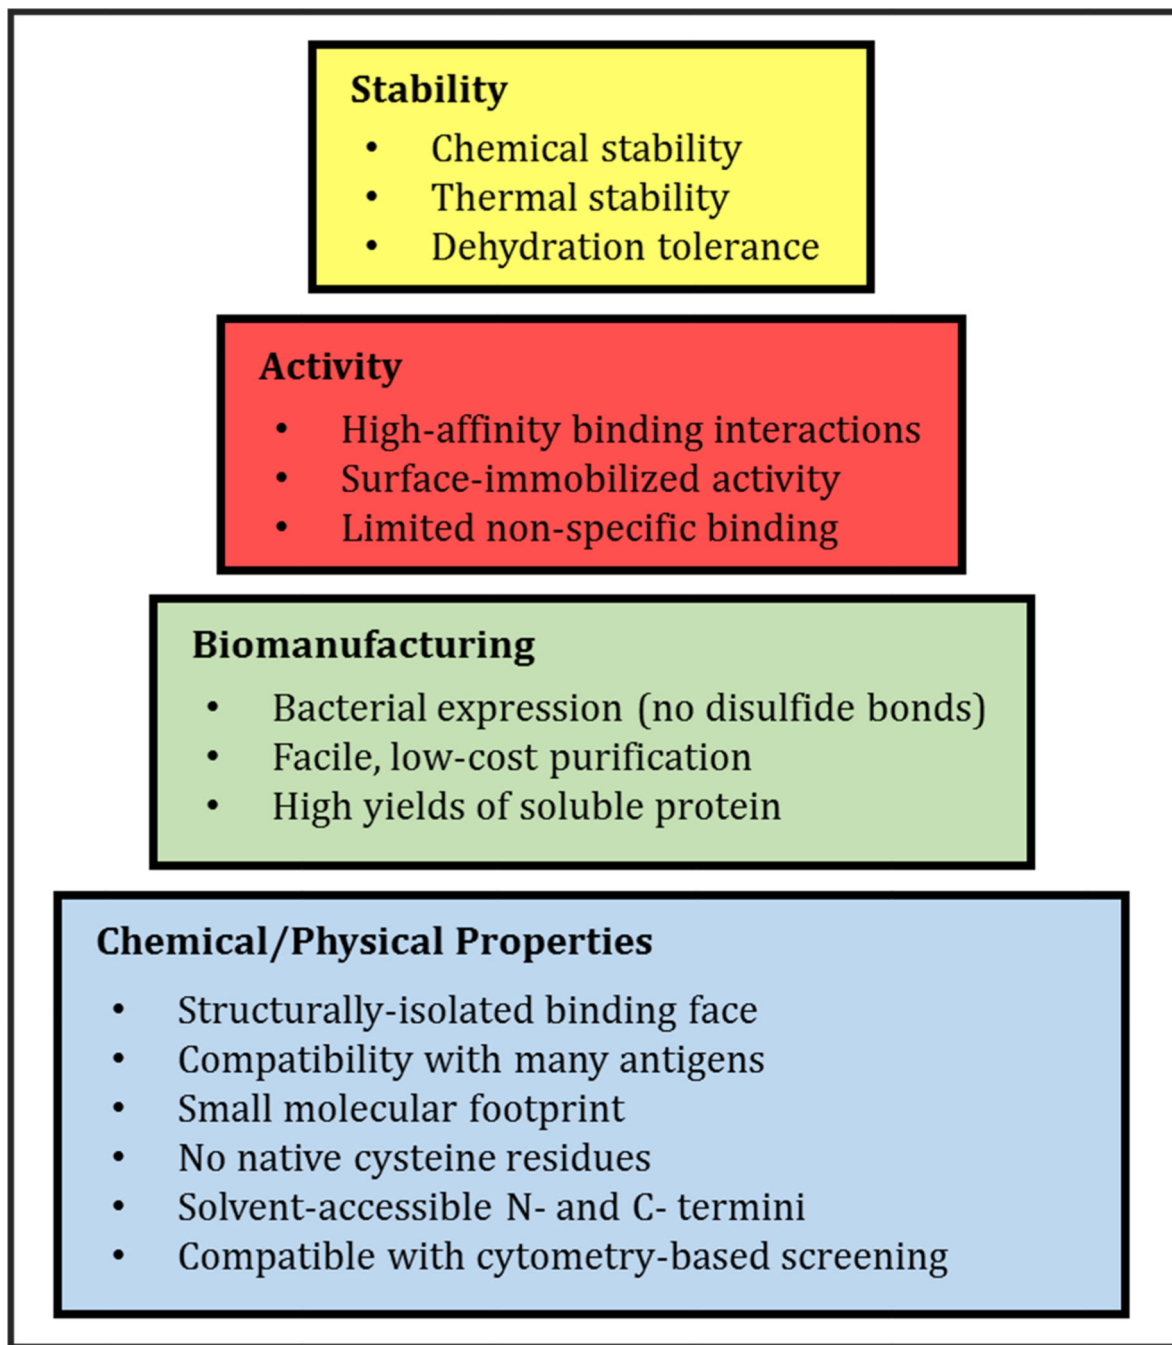 Stability
• Chemical stability
• Thermal stability
• Dehydration tolerance
Activity
• High-affinity binding interactions
• Surface-immobilized activity
• Limited non-specific binding
Biomanufacturing
• Bacterial expression (no disulfide bonds)
• Facile, low-cost purification
• High yields of soluble protein
Chemical/Physical Properties
• Structurally-isolated binding face
• Compatibility with many antigens
• Small molecular footprint
• No native cysteine residues
• Solvent-accessible N- and C- termini
• Compatible with cytometry-based screening